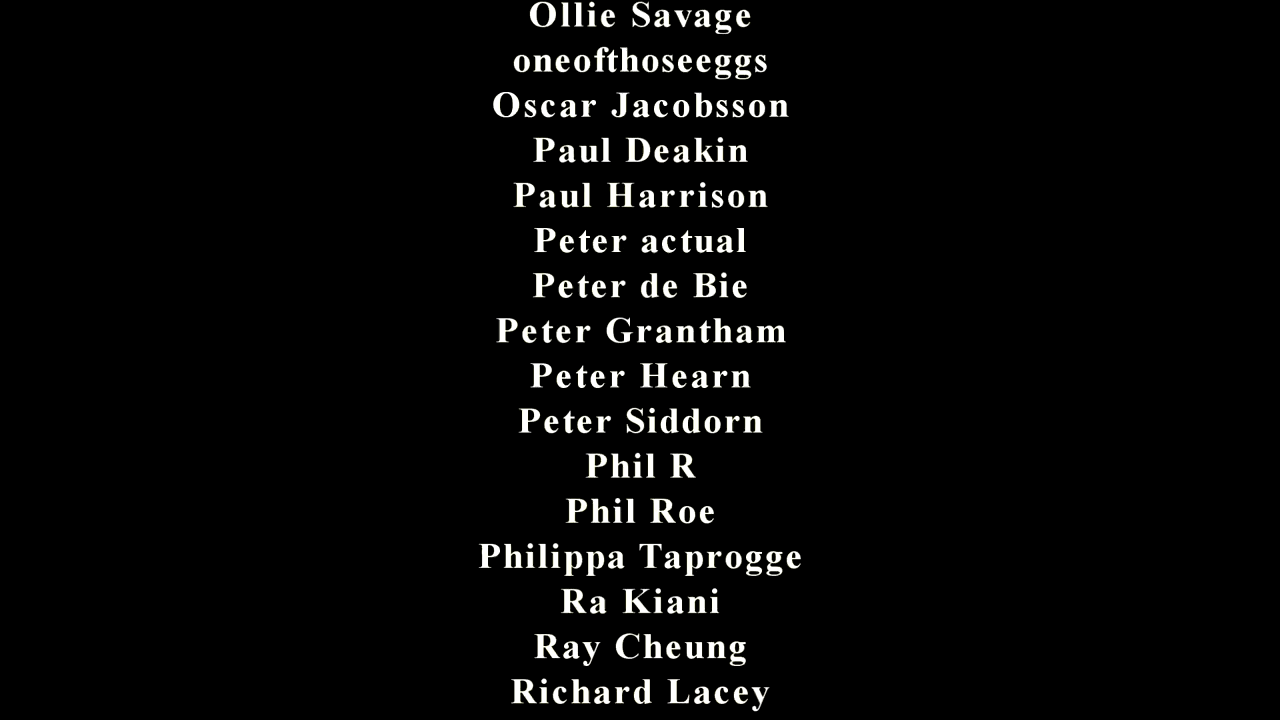 Ollie Savage
oneofthoseeggs
Oscar Jacobsson
Paul Deakin
Paul Harrison
Peter actual
Peter de Bie
Peter Grantham
Peter Hearn
Peter Siddorn
Phil R
Phil Roe
Philippa Taprogge
Ra Kiani
Ray Cheung
Richard Lacey